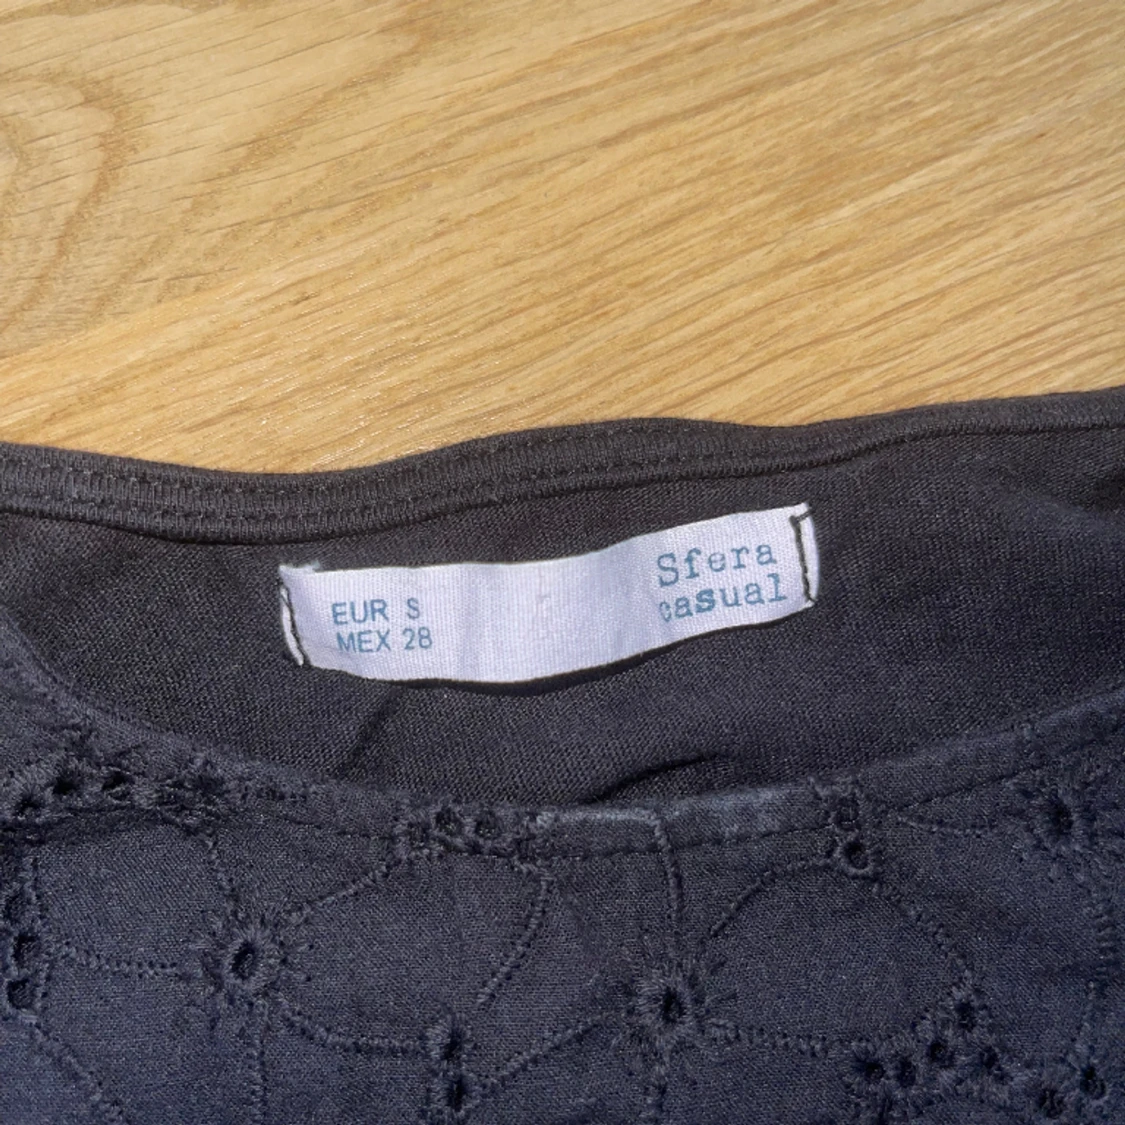 EUR S
MEX 28
Sfera
casual